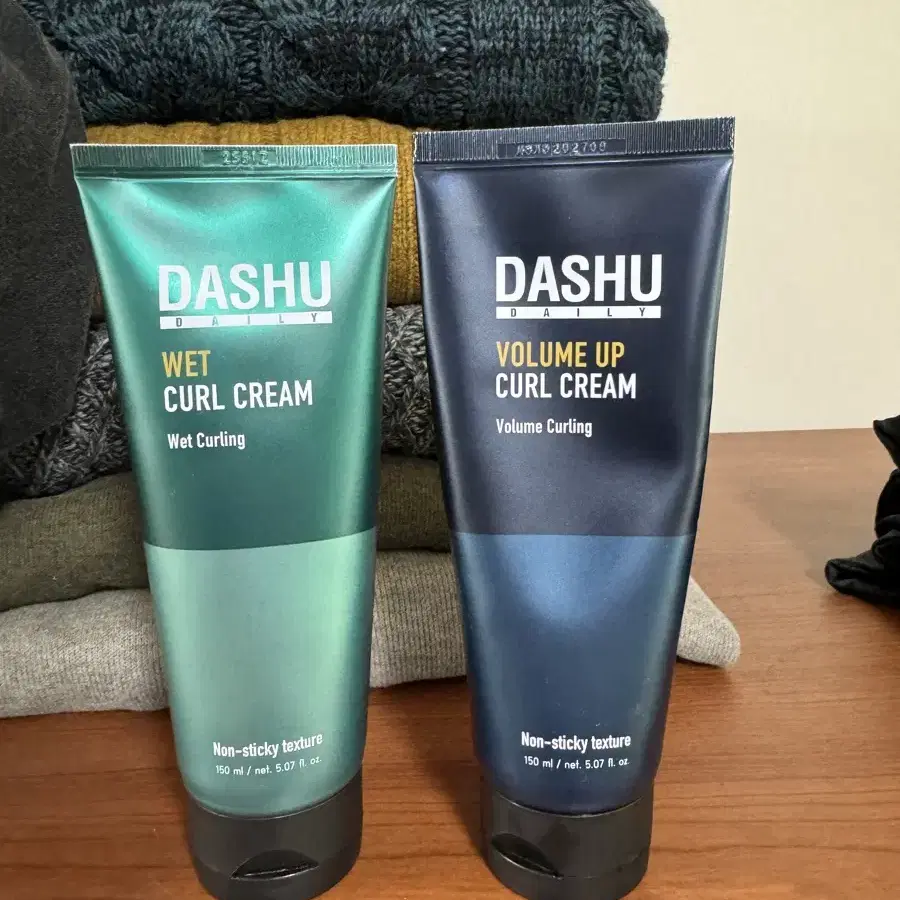 DASHU
DAILY
WET
CURL CREAM
Wet Curling
Non-sticky texture
150 ml / net. 5.07 fl. oz.
DASHU
DAILY
VOLUME UP
CURL CREAM
Volume Curling
Non-sticky texture
150 ml / net. 5.07 fl. oz.